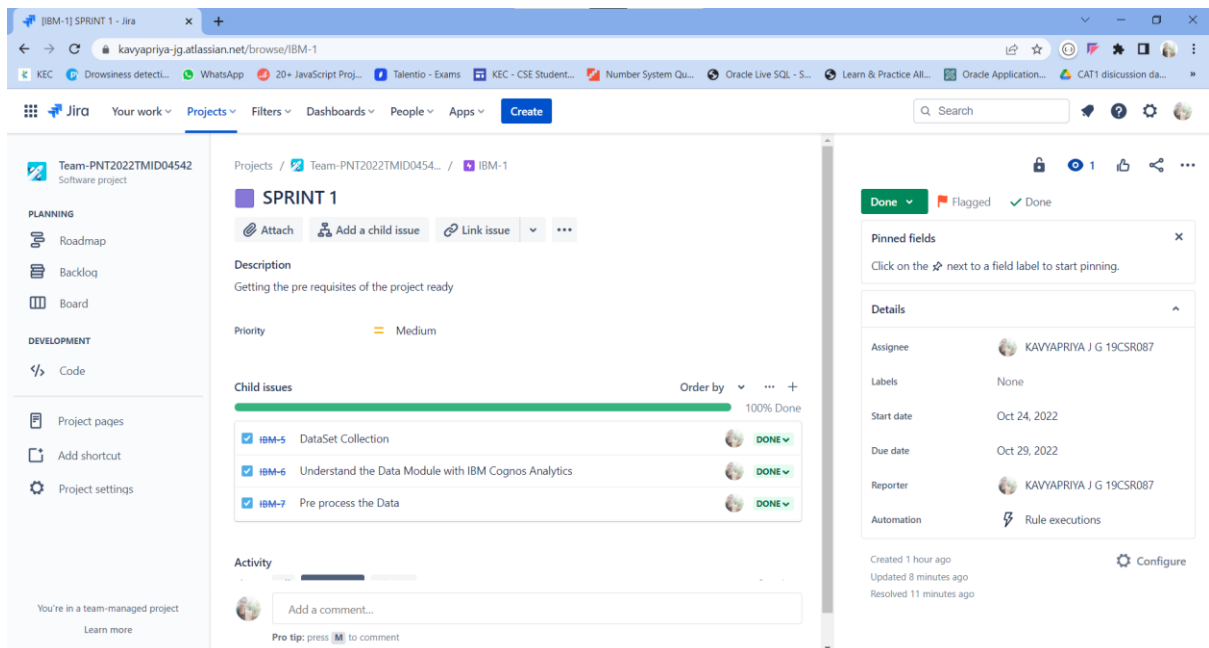 [IBM-1] SPRINT 1 - Jira
kavyapriya-jg.atlassian.net/browse/IBM-1
KEC Drowsiness detecti... WhatsApp 20+ JavaScript Proj... Talentio - Exams KEC - CSE Student... Number System Qu... Oracle Live SQL - S... Learn & Practice All... Oracle Application... CAT1 disicussion da... »
Jira Your work Projects Filters Dashboards People Apps Create Search
Team-PNT2022TMID04542
Software project
PLANNING
Roadmap
Backlog
Board
DEVELOPMENT
Code
Project pages
Add shortcut
Project settings
You're in a team-managed project
Learn more
Projects / Team-PNT2022TMID0454... / IBM-1
SPRINT 1
Attach Add a child issue Link issue
Description
Getting the pre requisites of the project ready
Priority Medium
Child issues Order by
100% Done
IBM-5 DataSet Collection DONE
IBM-6 Understand the Data Module with IBM Cognos Analytics DONE
IBM-7 Pre process the Data DONE
Activity
Add a comment...
Pro tip: press M to comment
1
Done Flagged Done
Pinned fields
Click on the next to a field label to start pinning.
Details
Assignee KAVYAPRIYA J G 19CSR087
Labels None
Start date Oct 24, 2022
Due date Oct 29, 2022
Reporter KAVYAPRIYA J G 19CSR087
Automation Rule executions
Created 1 hour ago Configure
Updated 8 minutes ago
Resolved 11 minutes ago